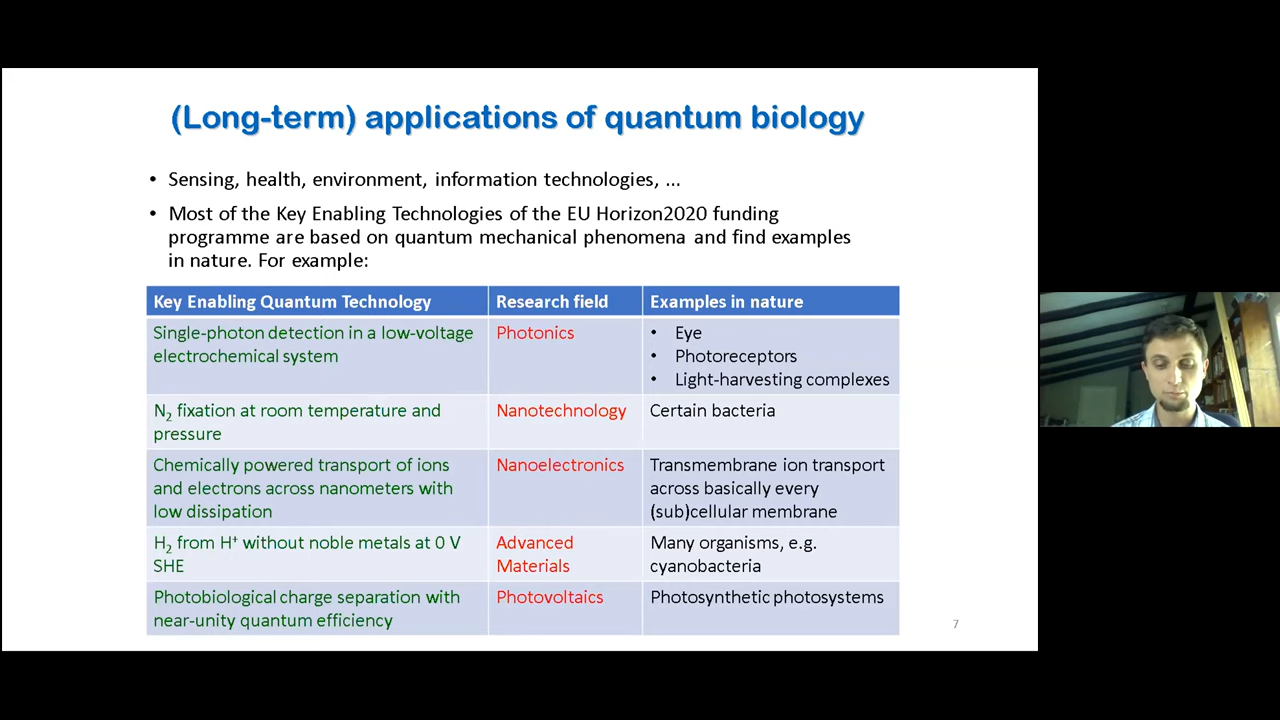 (Long-term) applications of quantum biology
• Sensing, health, environment, information technologies, ...
• Most of the Key Enabling Technologies of the EU Horizon2020 funding
programme are based on quantum mechanical phenomena and find examples
in nature. For example:
Key Enabling Quantum Technology
Research field
Examples in nature
Single-photon detection in a low-voltage
electrochemical system
Photonics
• Eye
• Photoreceptors
• Light-harvesting complexes
N₂ fixation at room temperature and
pressure
Nanotechnology
Certain bacteria
Chemically powered transport of ions
and electrons across nanometers with
low dissipation
Nanoelectronics
Transmembrane ion transport
across basically every
(sub)cellular membrane
H₂ from H⁺ without noble metals at 0 V
SHE
Advanced
Materials
Many organisms, e.g.
cyanobacteria
Photobiological charge separation with
near-unity quantum efficiency
Photovoltaics
Photosynthetic photosystems
7